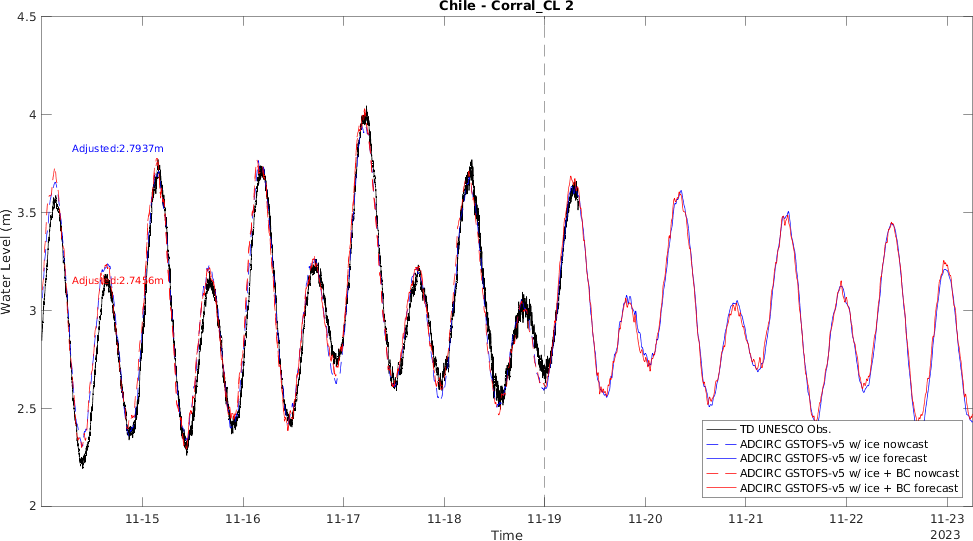 Chile - Corral_CL 2
4.5
4
3.5
3
2.5
2
Water Level (m)
Adjusted:2.7937m
Adjusted:2.7456m
TD UNESCO Obs.
ADCIRC GSTOFS-v5 w/ ice nowcast
ADCIRC GSTOFS-v5 w/ ice forecast
ADCIRC GSTOFS-v5 w/ ice + BC nowcast
ADCIRC GSTOFS-v5 w/ ice + BC forecast
11-15 11-16 11-17 11-18 11-19 11-20 11-21 11-22 11-23
Time
2023